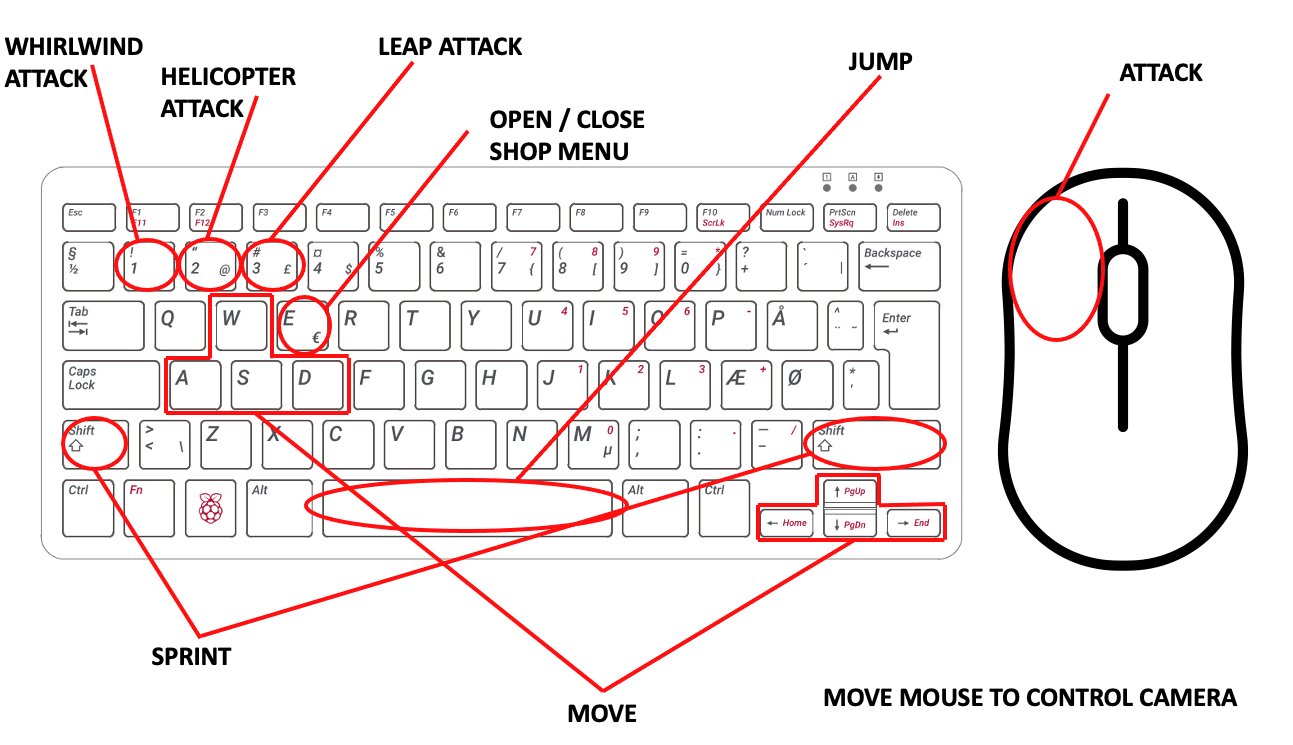 WHIRLWIND
ATTACK
HELICOPTER
ATTACK
LEAP ATTACK
OPEN / CLOSE
SHOP MENU
JUMP
ATTACK
1 A
Esc F1 F11 F2 F12 F3 F4 F5 F6 F7 F8 F9 F10 ScrLk Num Lock PrtScn SysRq Delete Ins
§ ½ ! 1 " 2 @ # 3 £ ¤ 4 $ % 5 & 6 / 7 7 { ( 8 8 [ ) 9 9 ] = 0 * } ? + ` ´ | Backspace
Tab Q W E € R T Y U 4 I 5 O 6 P - Å ^ ¨ ~ Enter
Caps Lock A S D F G H J 1 K 2 L 3 Æ + Ø * '
Shift > < \ Z X C V B N M 0 µ ; , : . . — / – Shift
Ctrl Fn Alt Alt Ctrl ↑ PgUp
← Home ↓ PgDn → End
SPRINT
MOVE
MOVE MOUSE TO CONTROL CAMERA